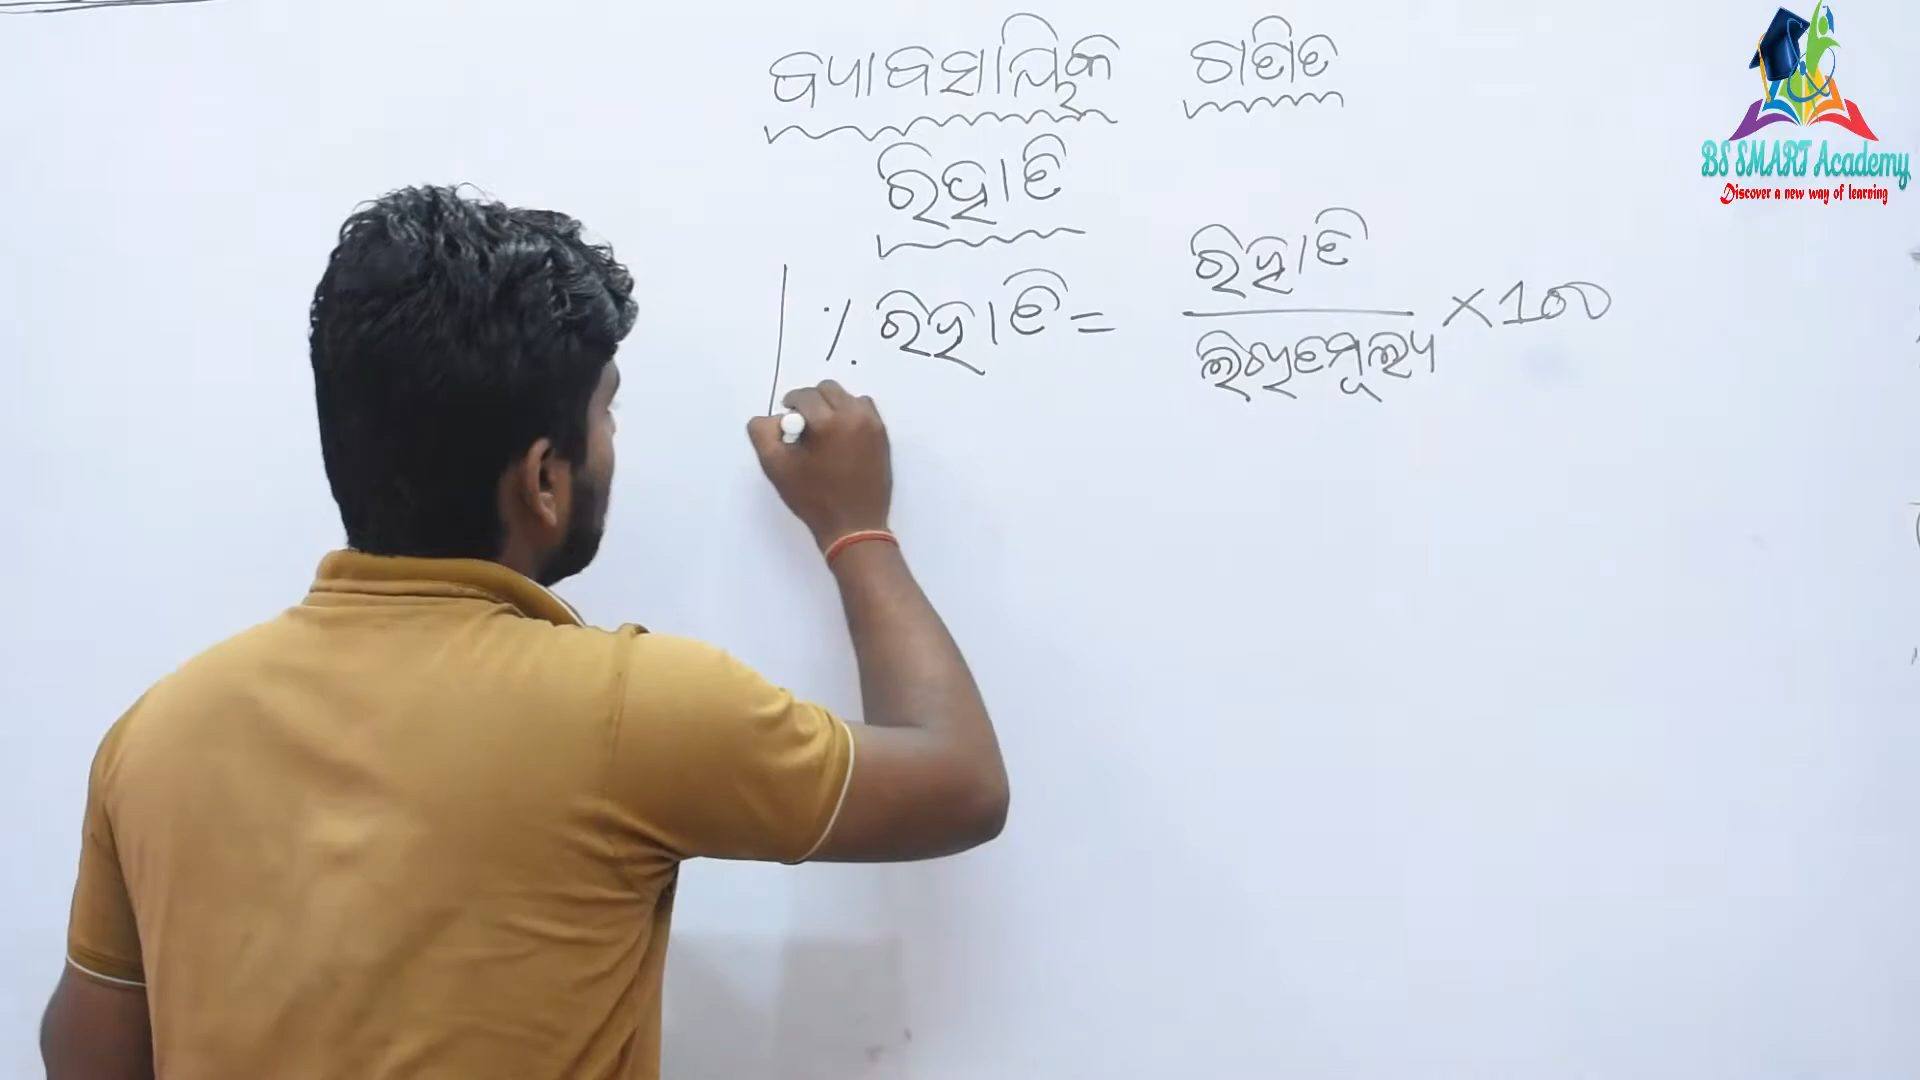 ବ୍ୟାବସାୟିକ ଗଣିତ
ରିହାତି
% ରିହାତି = ରିହାତି / ଲିଖିତମୂଲ୍ୟ × 100
BS SMART Academy
Discover a new way of learning